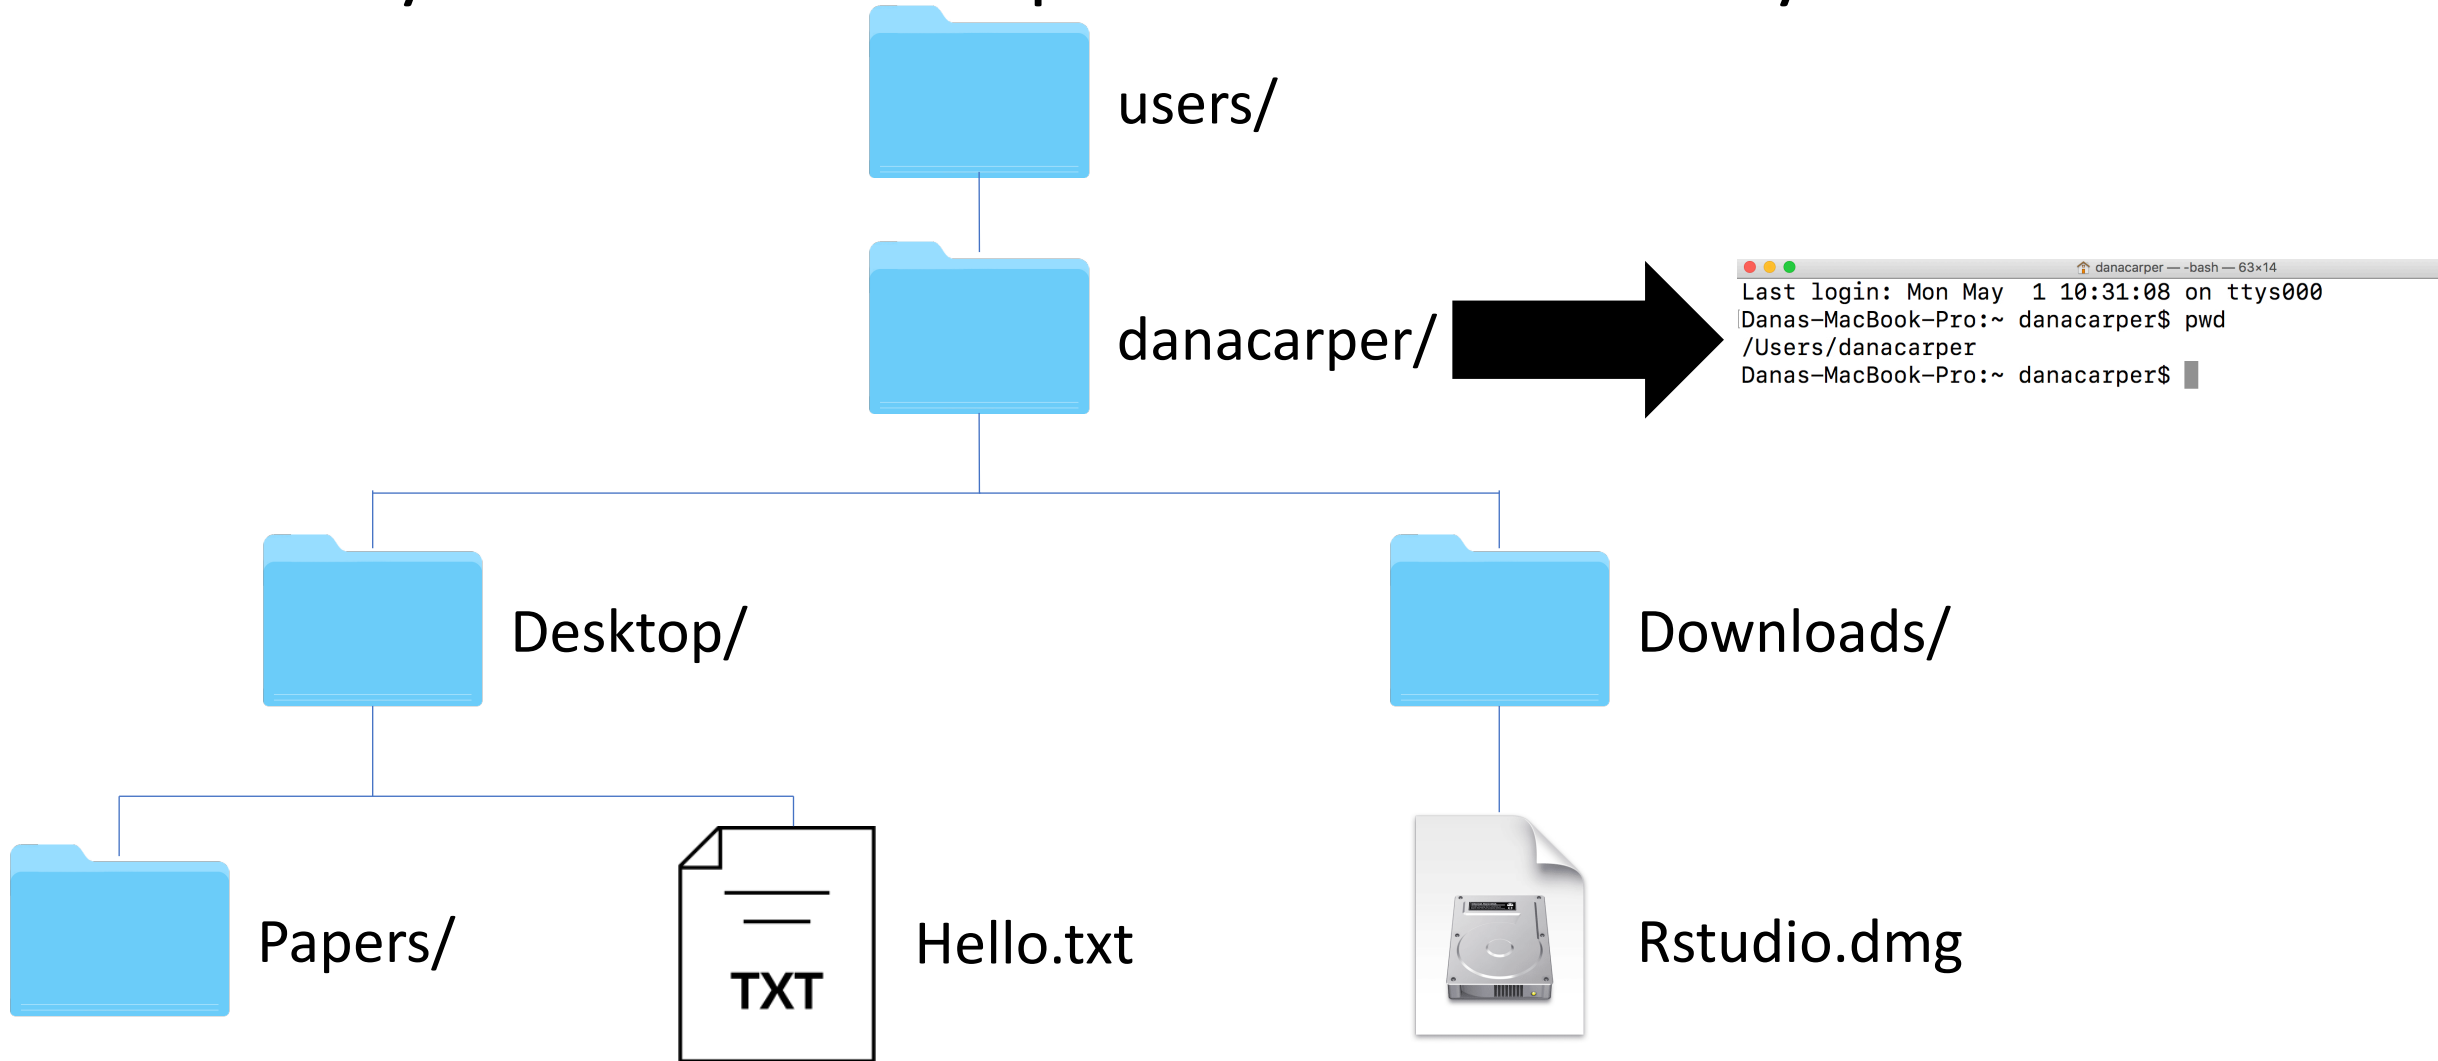 users/
danacarper/
danacarper — -bash — 63×14
Last login: Mon May  1 10:31:08 on ttys000
Danas-MacBook-Pro:~ danacarper$ pwd
/Users/danacarper
Danas-MacBook-Pro:~ danacarper$
Desktop/
Downloads/
Papers/
TXT
Hello.txt
Rstudio.dmg